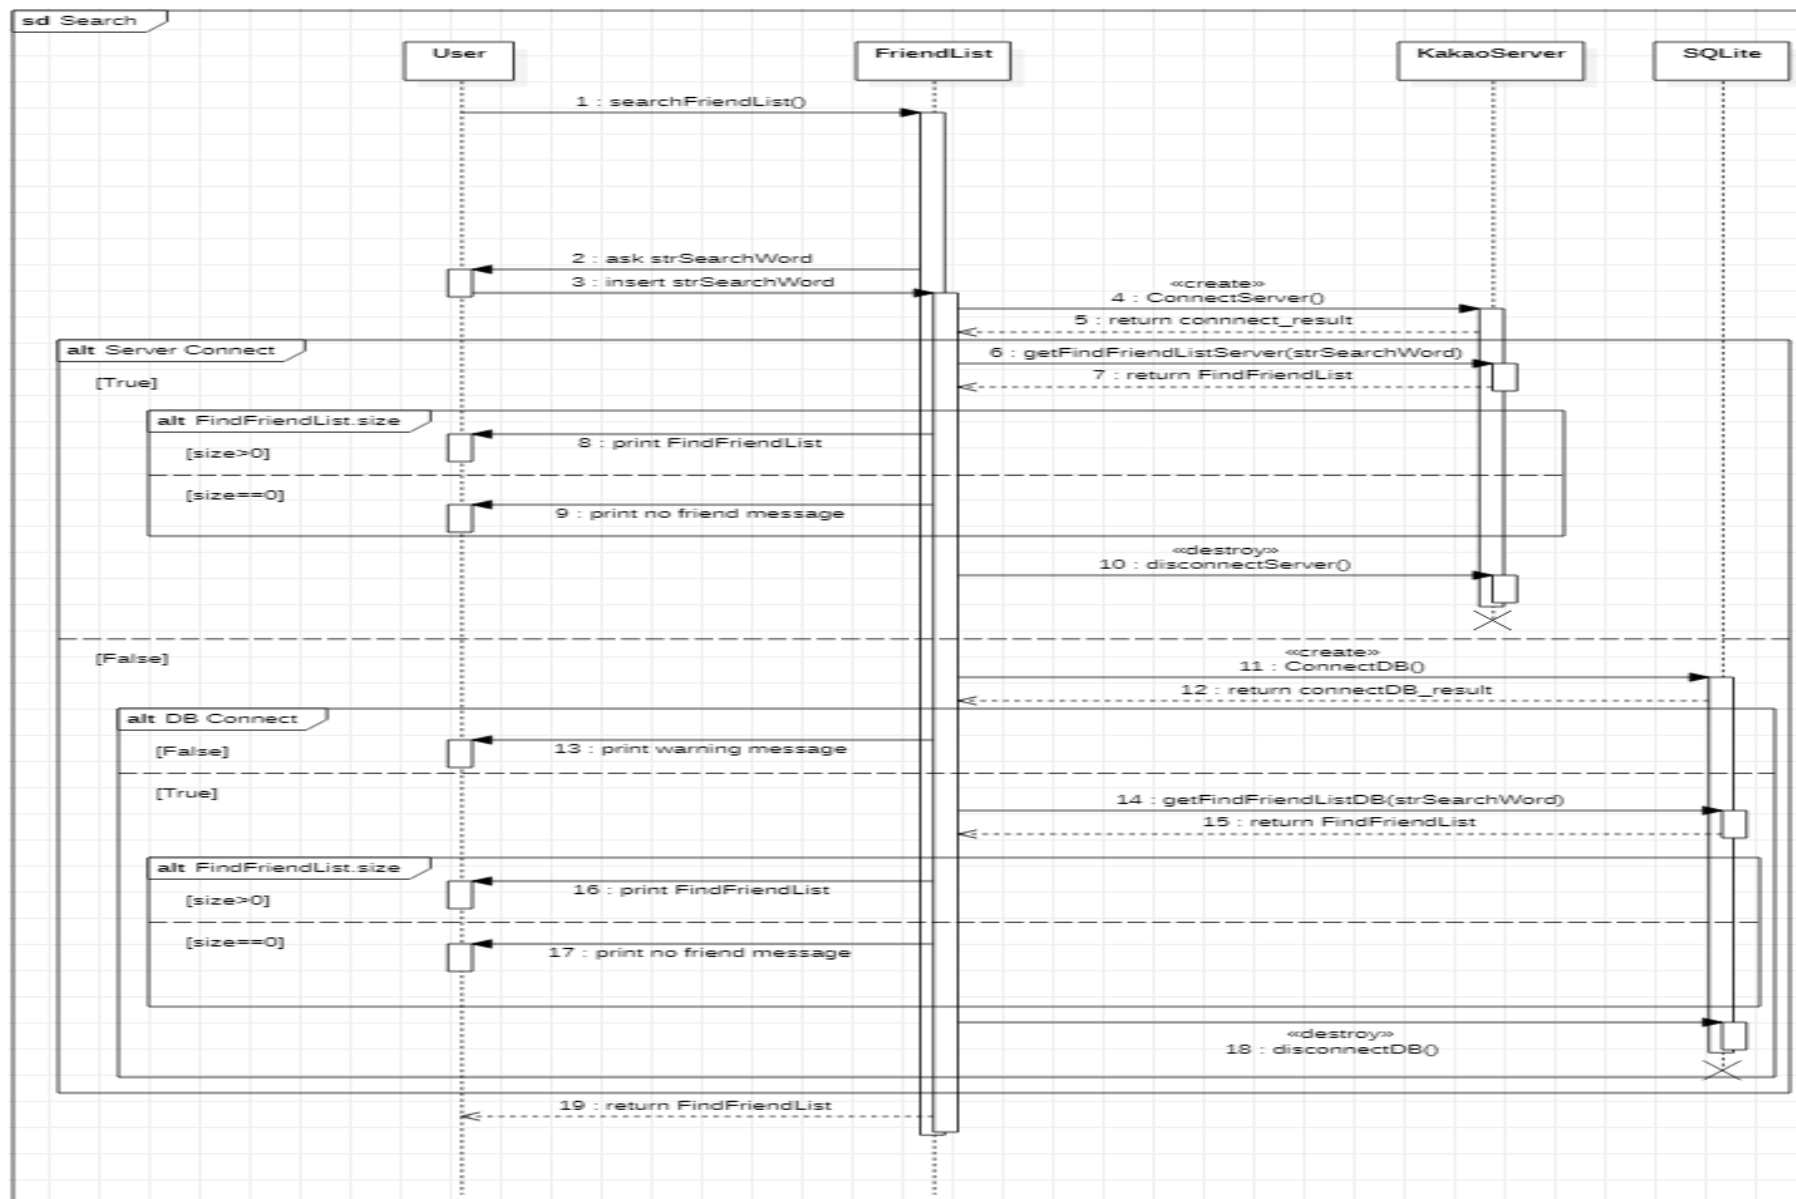 sd Search
User
FriendList
KakaoServer
SQLite
1 : searchFriendList()
2 : ask strSearchWord
3 : insert strSearchWord
«create»
4 : ConnectServer()
5 : return connnect_result
alt Server Connect
6 : getFindFriendListServer(strSearchWord)
[True]
7 : return FindFriendList
alt FindFriendList.size
8 : print FindFriendList
[size>0]
[size==0]
9 : print no friend message
«destroy»
10 : disconnectServer()
[False]
«create»
11 : ConnectDB()
12 : return connectDB_result
alt DB Connect
[False]
13 : print warning message
[True]
14 : getFindFriendListDB(strSearchWord)
15 : return FindFriendList
alt FindFriendList.size
16 : print FindFriendList
[size>0]
[size==0]
17 : print no friend message
«destroy»
18 : disconnectDB()
19 : return FindFriendList